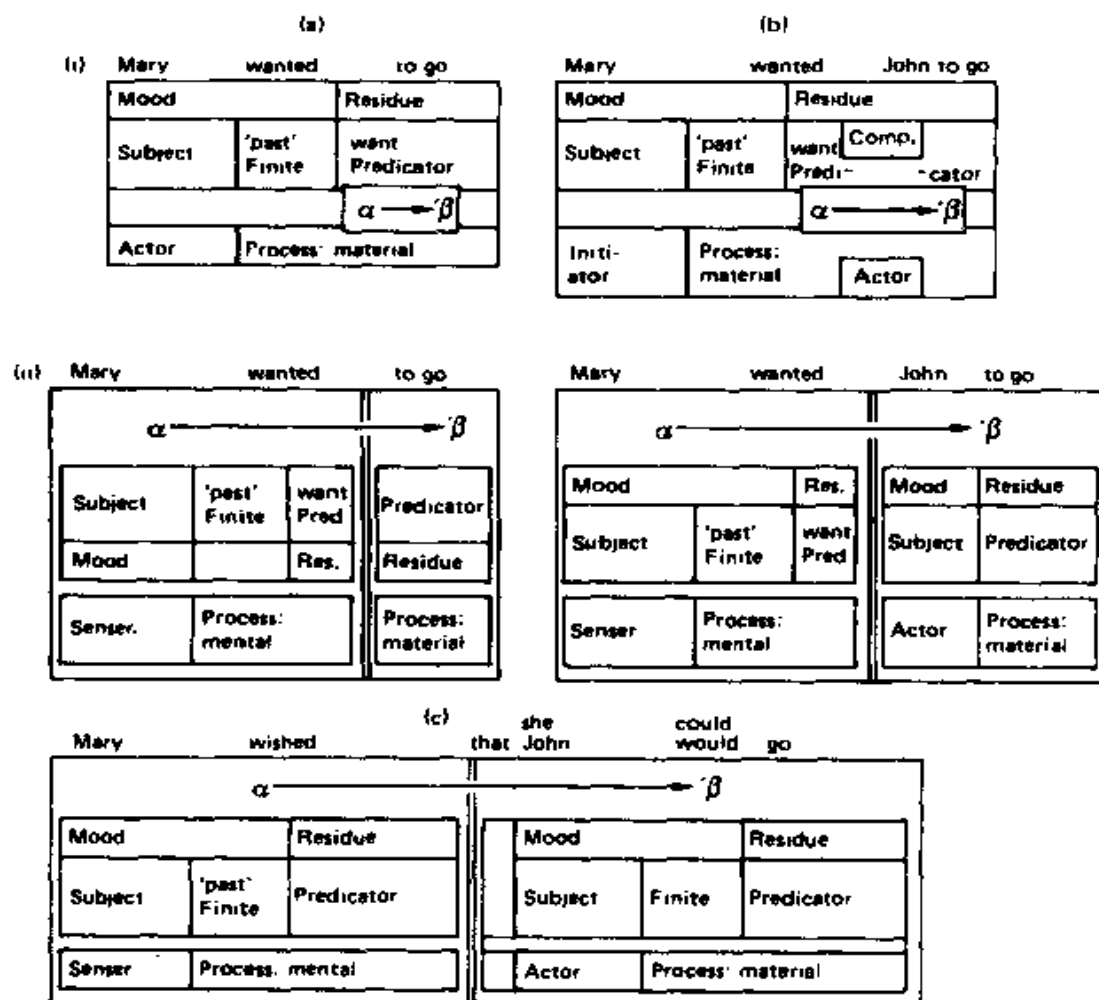 (a) (b)
(i) Mary wanted to go Mary wanted John to go
Mood Residue Mood Residue
Subject 'past' Finite want Predicator Subject 'past' Finite want Comp. Predi- -cator
α → 'β α → 'β
Actor Process: material Initi- ator Process: material Actor
(ii) Mary wanted to go Mary wanted John to go
α → 'β α → 'β
Subject 'past' Finite want Pred Predicator Mood Res. Mood Residue
Mood Res. Residue Subject 'past' Finite want Pred Subject Predicator
Senser. Process: mental Process: material Senser Process: mental Actor Process: material
(c)
she could
Mary wished that John would go
α → 'β
Mood Residue Mood Residue
Subject 'past' Finite Predicator Subject Finite Predicator
Senser Process: mental Actor Process: material